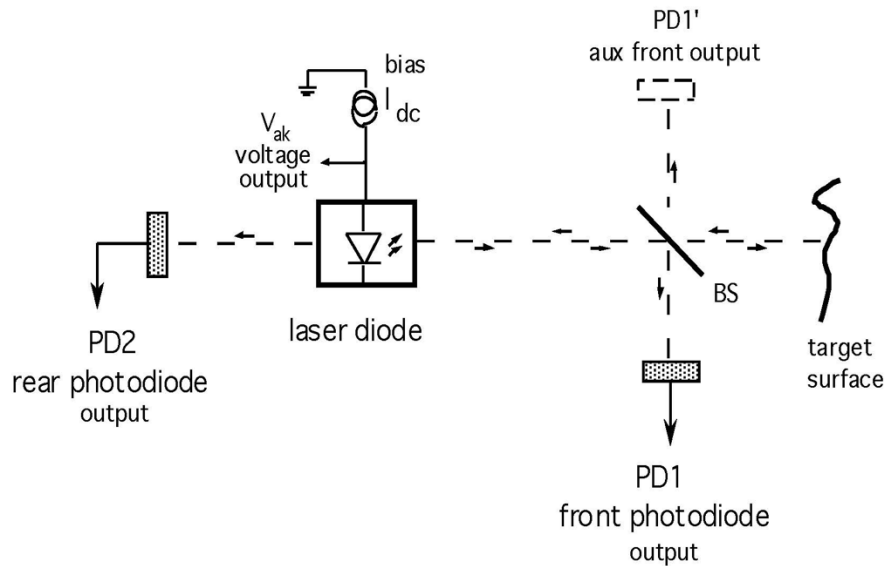 PD1'
aux front output
bias
I dc
Vak
voltage
output
BS
laser diode
PD2
rear photodiode
output
target
surface
PD1
front photodiode
output